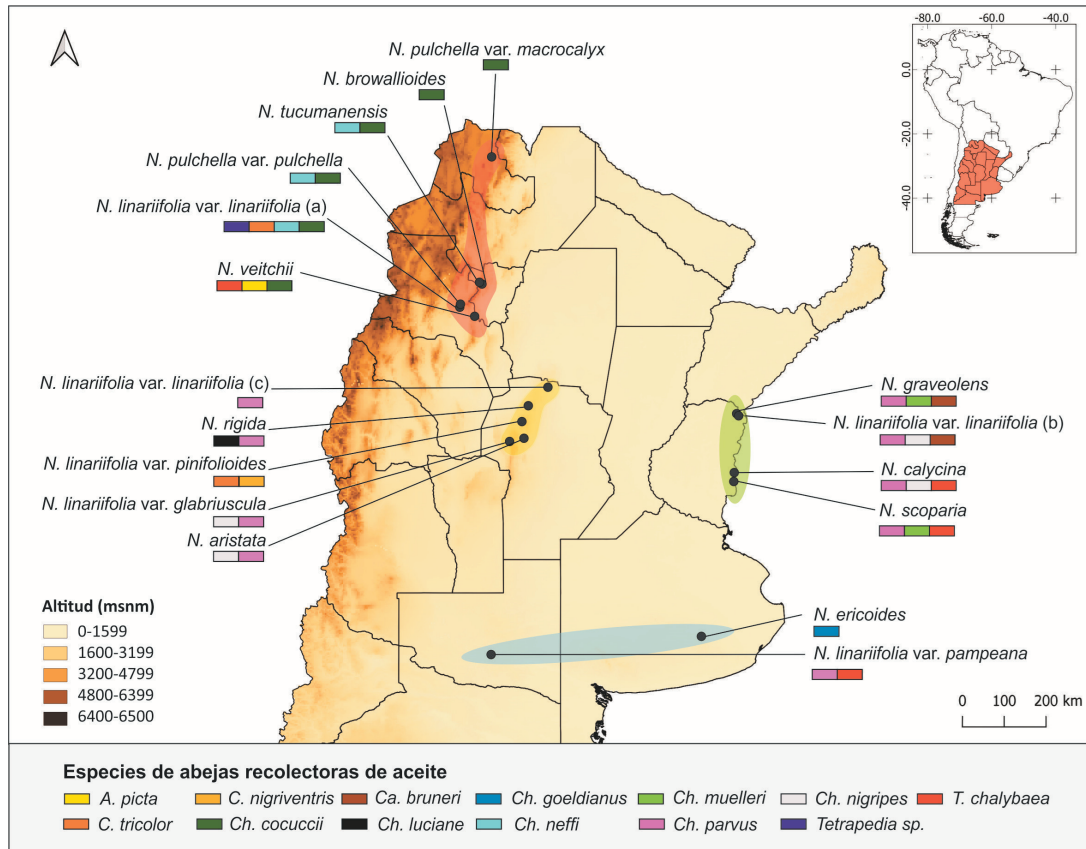 -80.0 -60.0 -40.0
0.0
-20.0
-40.0
N. pulchella var. macrocalyx
N. browallioides
N. tucumanensis
N. pulchella var. pulchella
N. linariifolia var. linariifolia (a)
N. veitchii
N. linariifolia var. linariifolia (c)
N. rigida
N. linariifolia var. pinifolioides
N. linariifolia var. glabriuscula
N. aristata
N. graveolens
N. linariifolia var. linariifolia (b)
N. calycina
N. scoparia
N. ericoides
N. linariifolia var. pampeana
Altitud (msnm)
0-1599
1600-3199
3200-4799
4800-6399
6400-6500
0 100 200 km
Especies de abejas recolectoras de aceite
A. picta C. nigriventris Ca. bruneri Ch. goeldianus Ch. muelleri Ch. nigripes T. chalybaea
C. tricolor Ch. cocuccii Ch. luciane Ch. neffi Ch. parvus Tetrapedia sp.